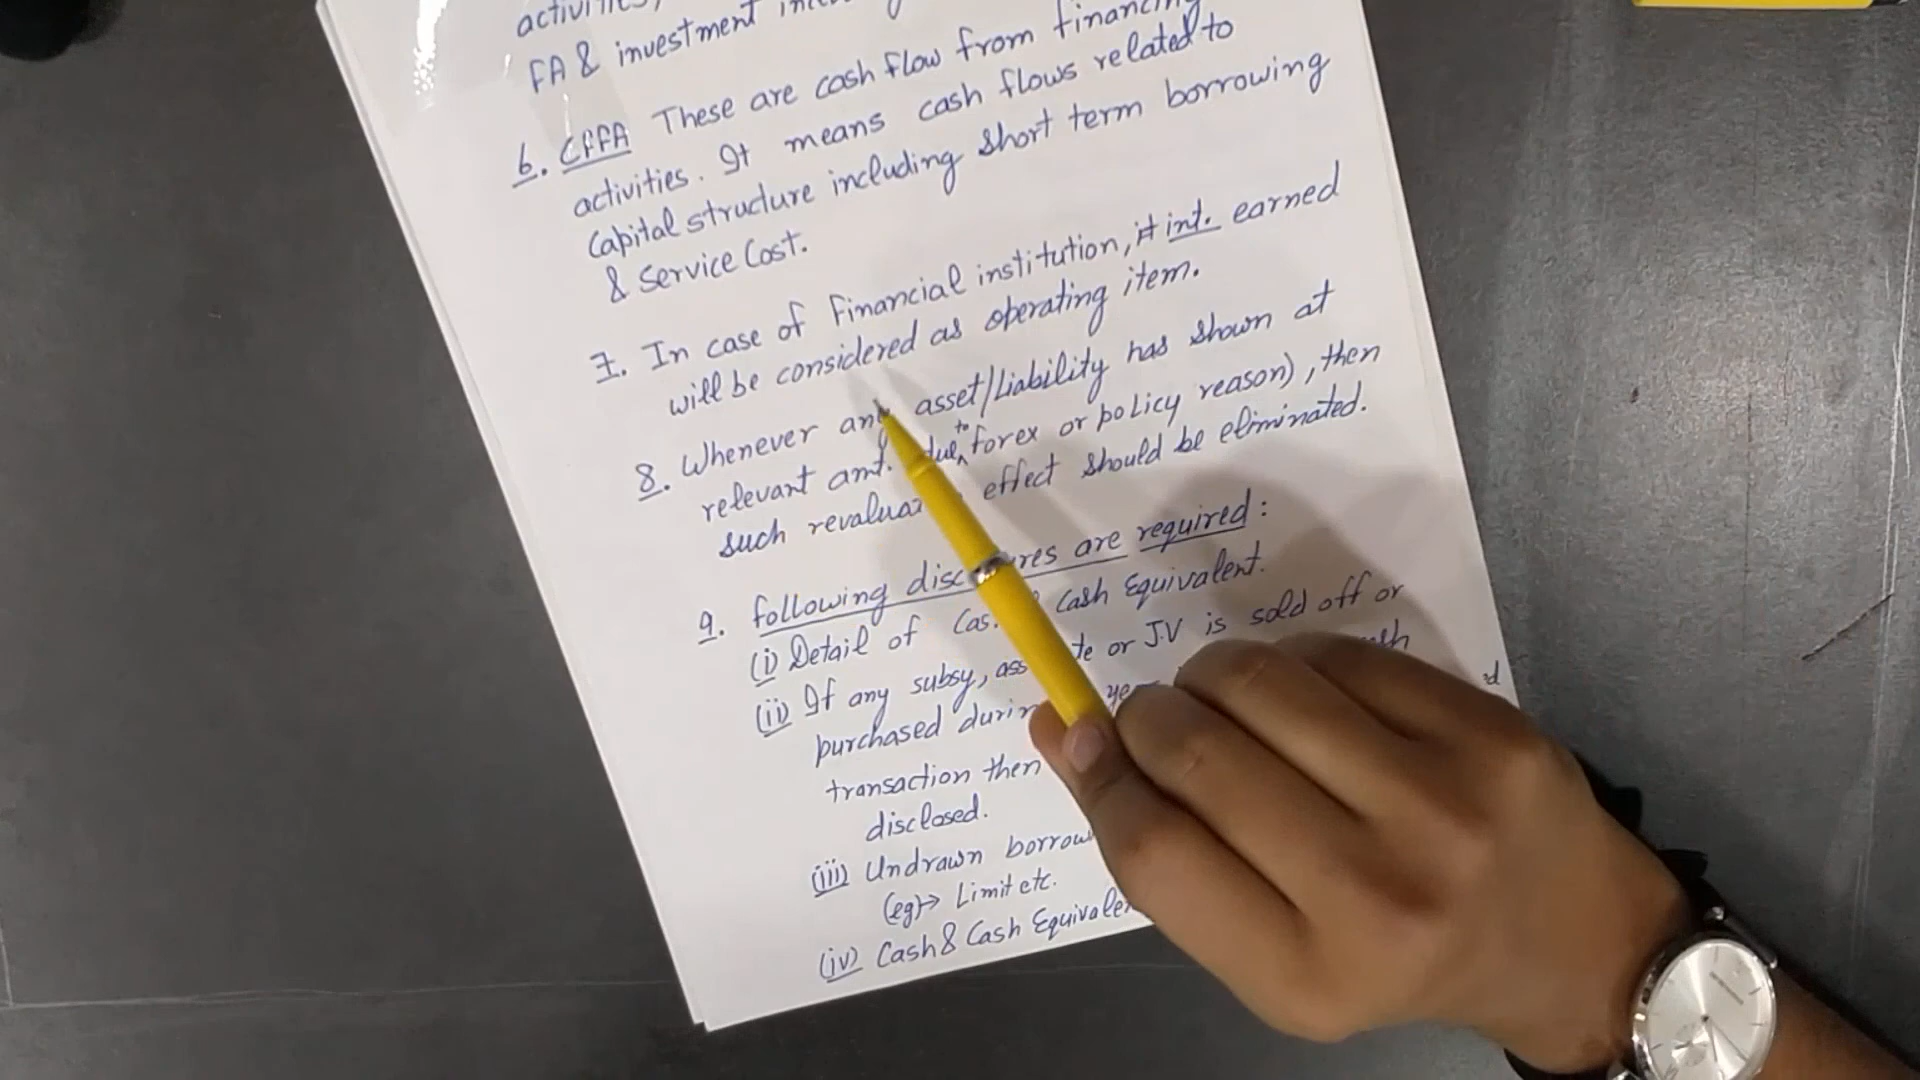 FA & investment
6. CFFA These are cash flow from financing
activities. It means cash flows related to
Capital structure including short term borrowing
& Service Cost.
7. In case of Financial institution, it int. earned
will be considered as operating item.
8. Whenever any asset/Liability has shown at
relevant amt. due to forex or policy reason), then
such effect should be eliminated.
9. Following are required:
(i) Detail of Cash Equivalent.
(ii) If any subsy, or J.V is sold off or
purchased
transaction then
disclosed.
(iii) Undrawn
(eg)→ Limit etc.
(iv) Cash & Cash